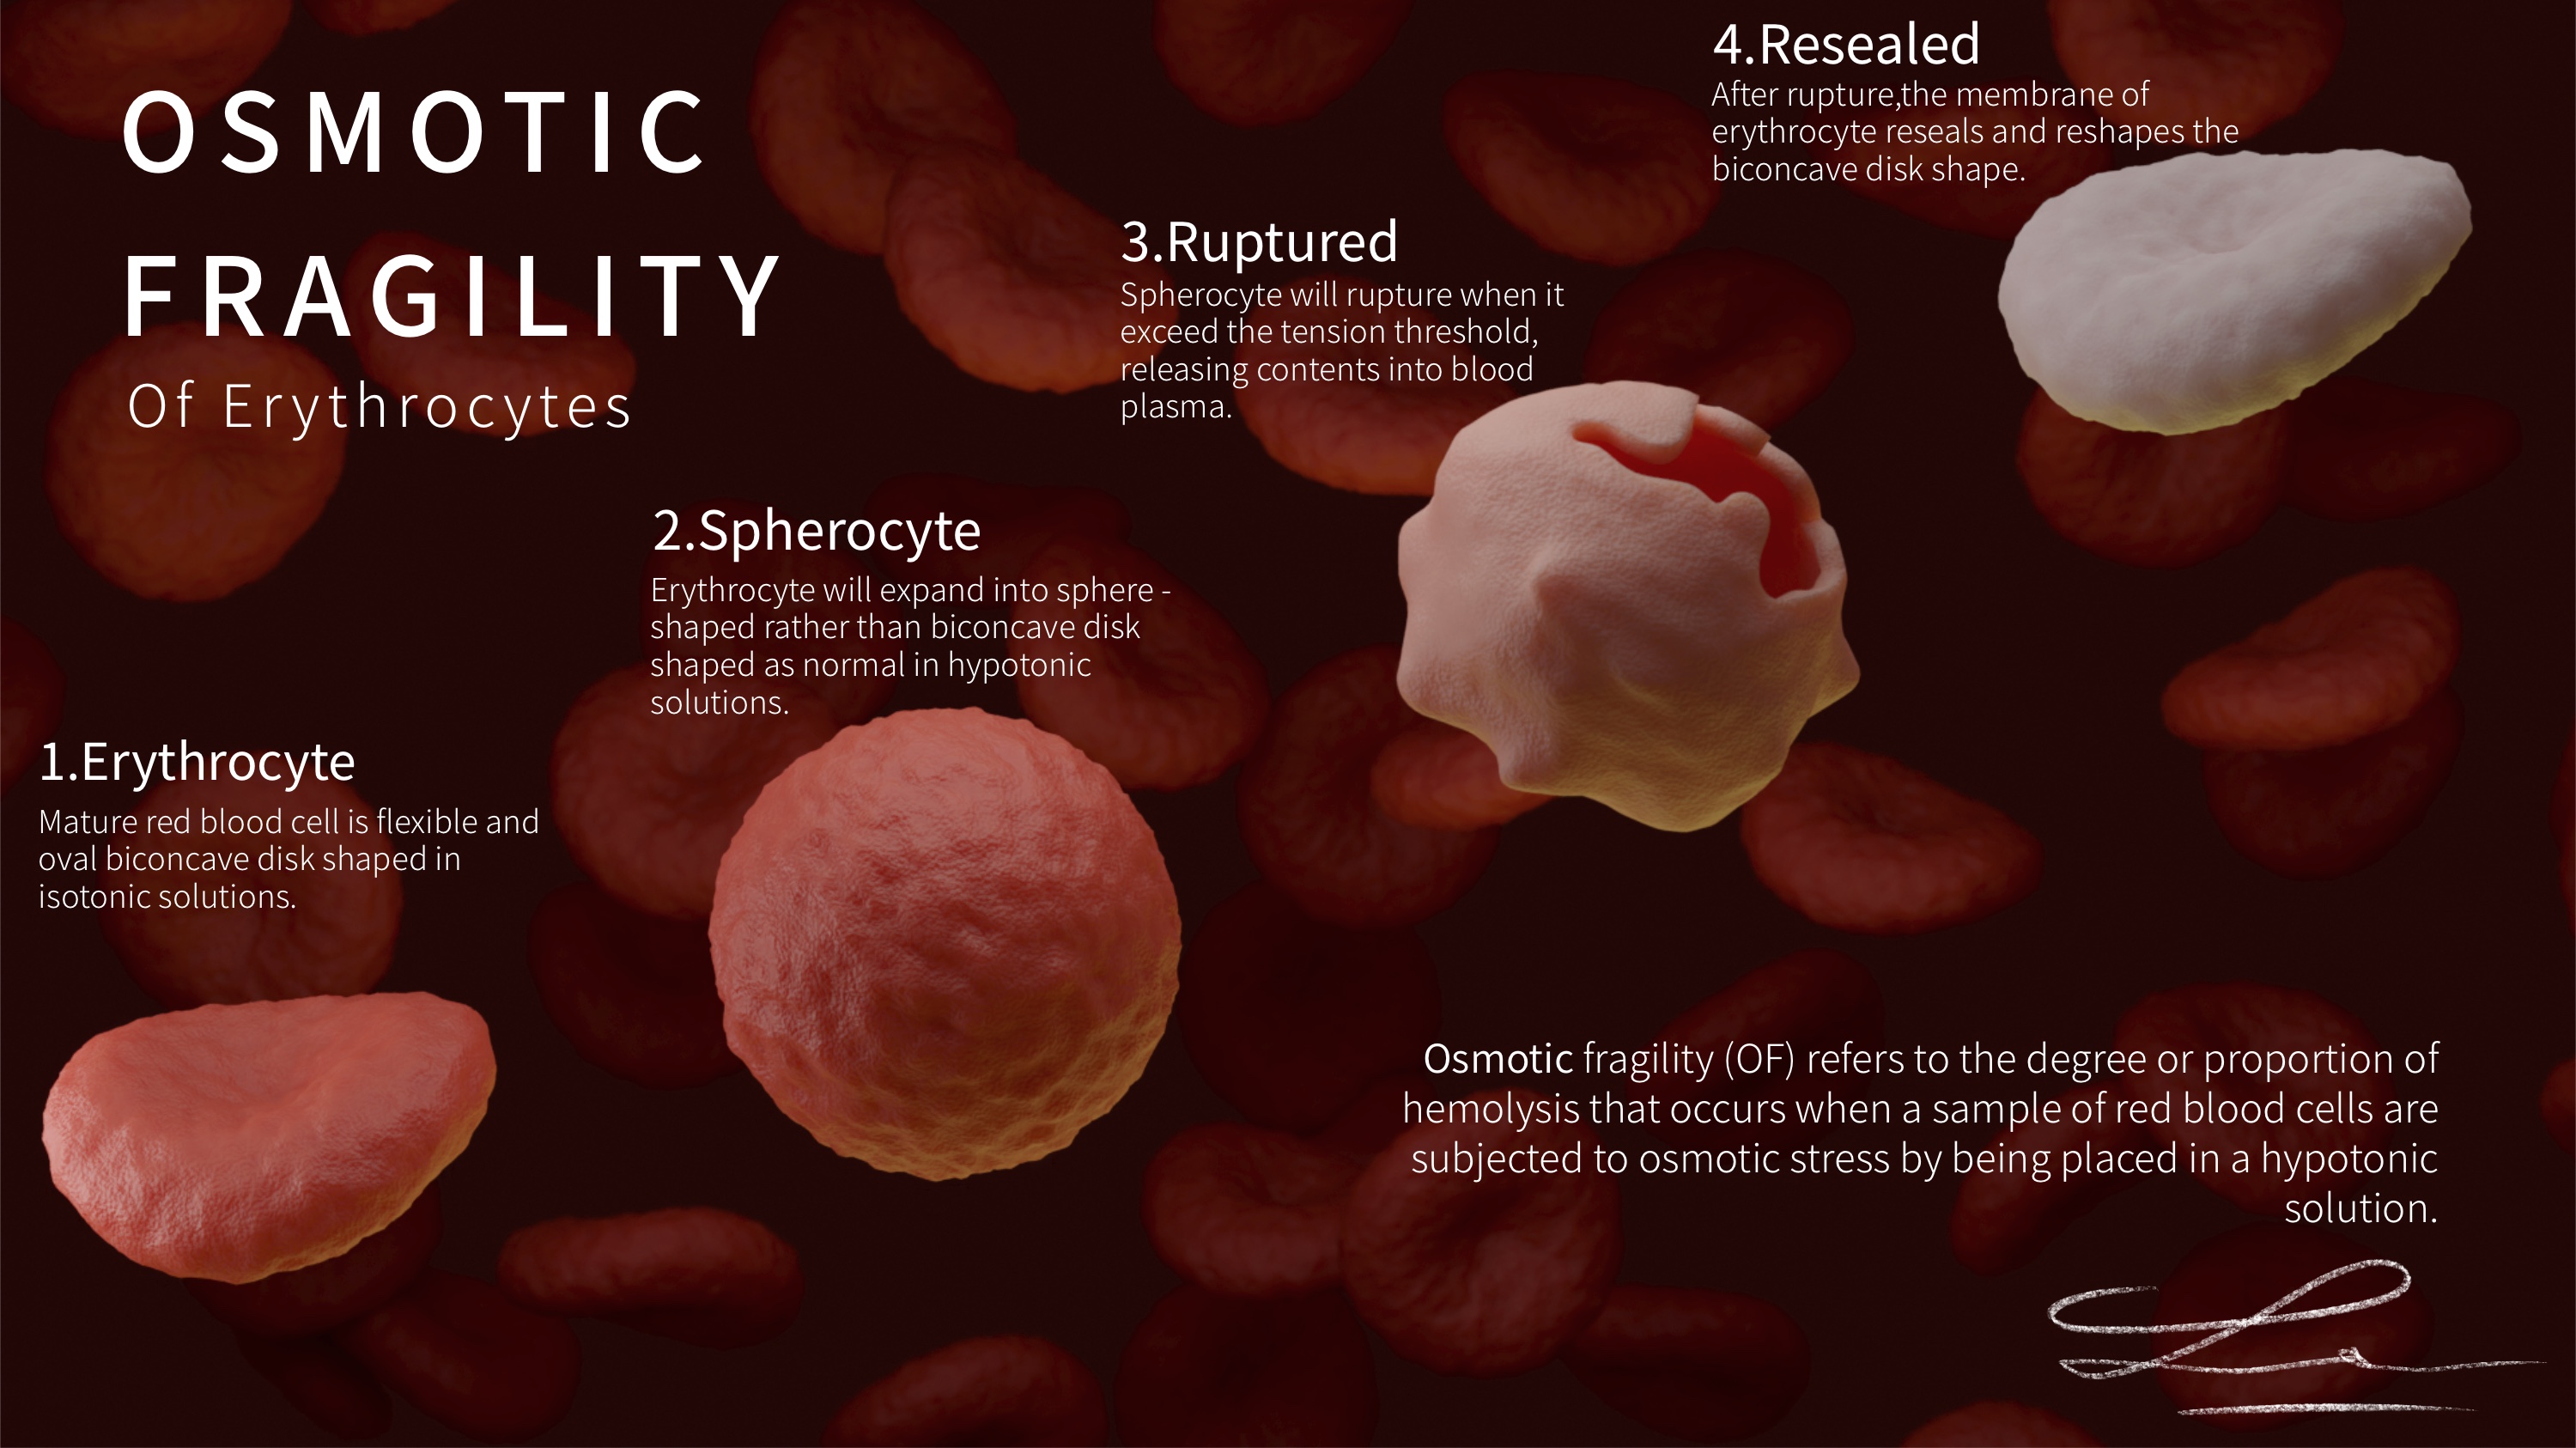 OSMOTIC
FRAGILITY
Of Erythrocytes
1.Erythrocyte
Mature red blood cell is flexible and
oval biconcave disk shaped in
isotonic solutions.
2.Spherocyte
Erythrocyte will expand into sphere -
shaped rather than biconcave disk
shaped as normal in hypotonic
solutions.
3.Ruptured
Spherocyte will rupture when it
exceed the tension threshold,
releasing contents into blood
plasma.
4.Resealed
After rupture,the membrane of
erythrocyte reseals and reshapes the
biconcave disk shape.
Osmotic fragility (OF) refers to the degree or proportion of
hemolysis that occurs when a sample of red blood cells are
subjected to osmotic stress by being placed in a hypotonic
solution.